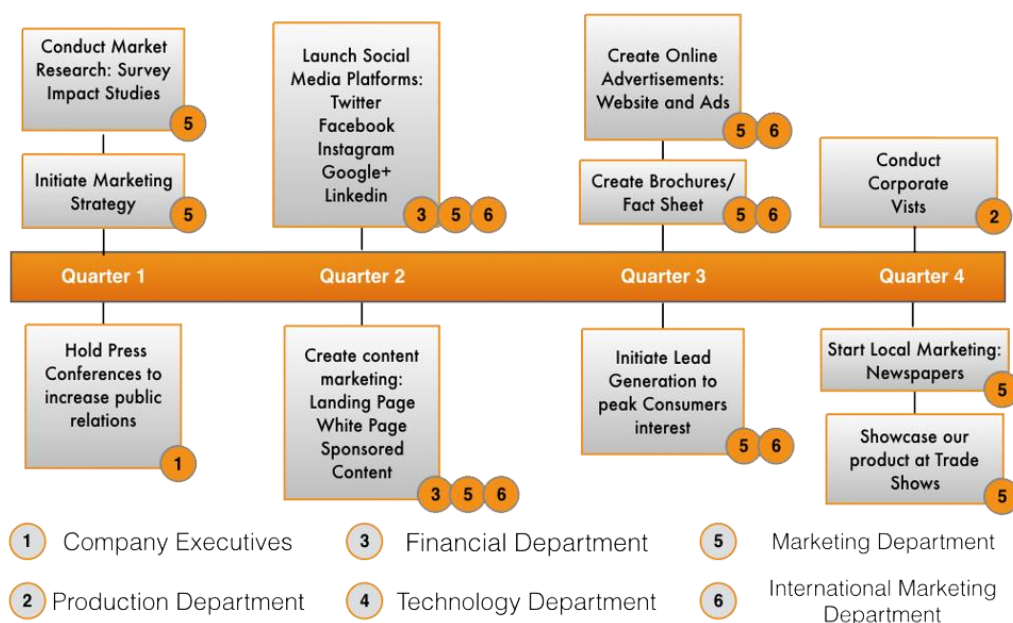 Conduct Market
Research: Survey
Impact Studies
5
Initiate Marketing
Strategy
5
Launch Social
Media Platforms:
Twitter
Facebook
Instagram
Google+
Linkedin
3 5 6
Create Online
Advertisements:
Website and Ads
5 6
Create Brochures/
Fact Sheet
5 6
Conduct
Corporate
Vists
2
Quarter 1
Quarter 2
Quarter 3
Quarter 4
Hold Press
Conferences to
increase public
relations
1
Create content
marketing:
Landing Page
White Page
Sponsored
Content
3 5 6
Initiate Lead
Generation to
peak Consumers
interest
5 6
Start Local Marketing:
Newspapers
5
Showcase our
product at Trade
Shows
5
1 Company Executives
3 Financial Department
5 Marketing Department
2 Production Department
4 Technology Department
6 International Marketing
Department